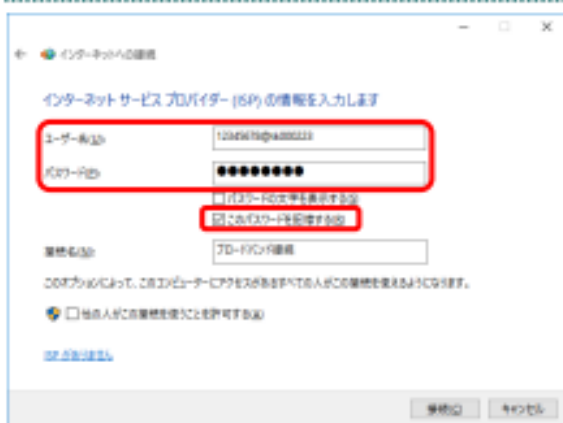 インターネットへの接続
インターネット サービス プロバイダー (ISP) の情報を入力します
ユーザー名(U):
パスワード(P): ●●●●●●●●
パスワードの文字を表示する(S)
このパスワードを記憶する(R)
接続名(N): ブロードバンド接続
このオプションによって、このコンピューターにアクセスがあるすべての人がこの接続を使えるようになります。
他の人がこの接続を使うことを許可する(A)
ISP がありません
接続(C) キャンセル